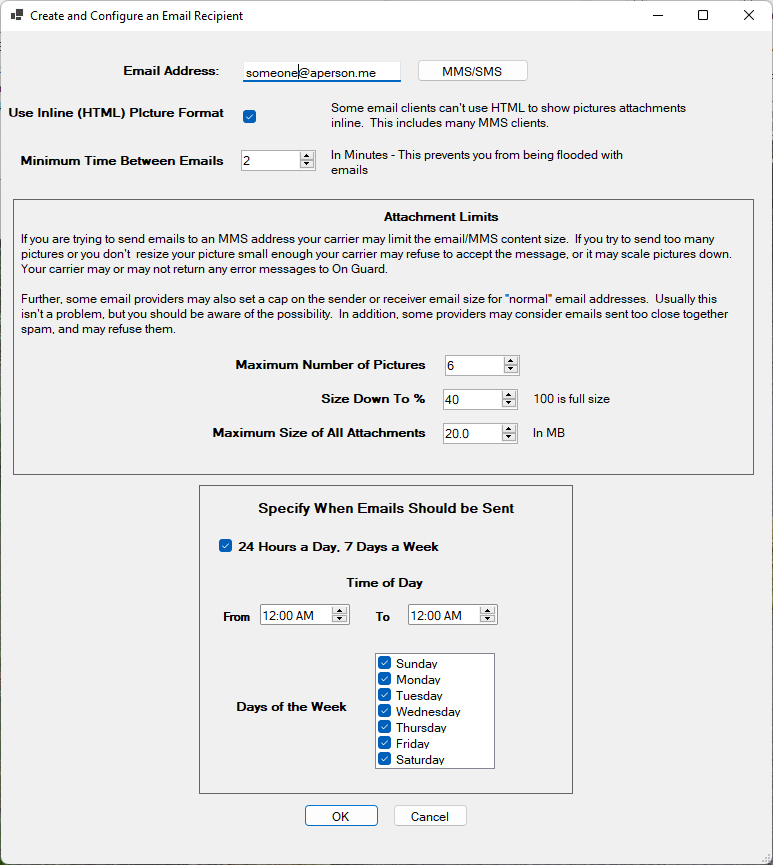 Create and Configure an Email Recipient
Email Address: someone@aperson.me MMS/SMS
Use Inline (HTML) PIcture Format
Some email clients can't use HTML to show pictures attachments
inline. This includes many MMS clients.
Minimum Time Between Emails 2
In Minutes - This prevents you from being flooded with
emails
Attachment Limits
If you are trying to send emails to an MMS address your carrier may limit the email/MMS content size. If you try to send too many
pictures or you don't resize your picture small enough your carrier may refuse to accept the message, or it may scale pictures down.
Your carrier may or may not return any error messages to On Guard.
Further, some email providers may also set a cap on the sender or receiver email size for "normal" email addresses. Usually this
isn't a problem, but you should be aware of the possibility. In addition, some providers may consider emails sent too close together
spam, and may refuse them.
Maximum Number of Pictures 6
Size Down To % 40 100 is full size
Maximum Size of All Attachments 20.0 In MB
Specify When Emails Should be Sent
24 Hours a Day, 7 Days a Week
Time of Day
From 12:00 AM To 12:00 AM
Days of the Week
Sunday
Monday
Tuesday
Wednesday
Thursday
Friday
Saturday
OK Cancel